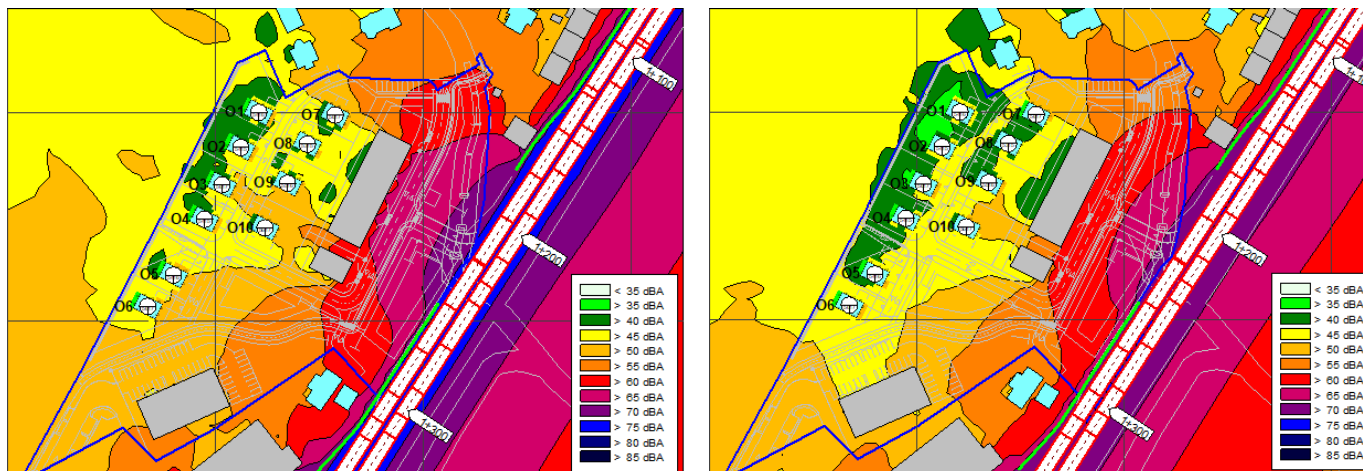 O1
O7
O2
O8
O3
O9
O4
O10
O5
O6
1+100
1+200
1+300
< 35 dBA
> 35 dBA
> 40 dBA
> 45 dBA
> 50 dBA
> 55 dBA
> 60 dBA
> 65 dBA
> 70 dBA
> 75 dBA
> 80 dBA
> 85 dBA
O1
O7
O2
O8
O3
O9
O4
O10
O5
O6
1+100
1+200
1+300
< 35 dBA
> 35 dBA
> 40 dBA
> 45 dBA
> 50 dBA
> 55 dBA
> 60 dBA
> 65 dBA
> 70 dBA
> 75 dBA
> 80 dBA
> 85 dBA